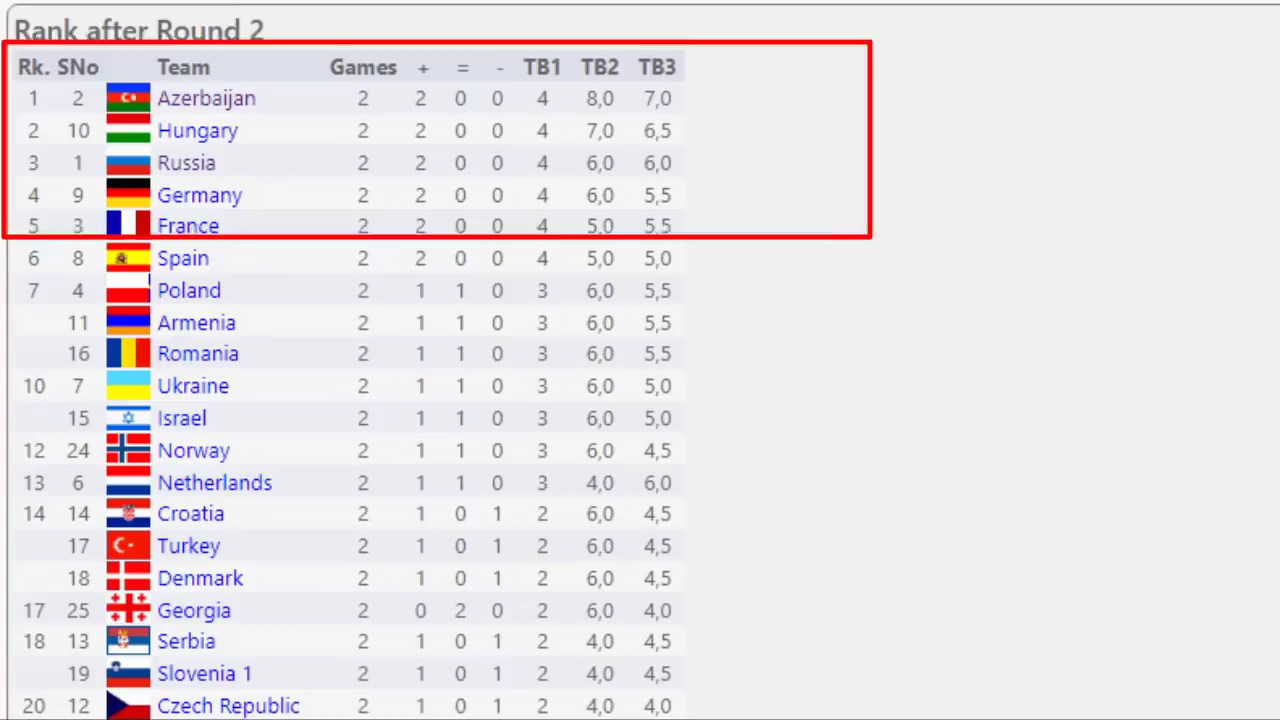 Rank after Round 2
Rk. SNo Team Games + = - TB1 TB2 TB3
1 2 Azerbaijan 2 2 0 0 4 8,0 7,0
2 10 Hungary 2 2 0 0 4 7,0 6,5
3 1 Russia 2 2 0 0 4 6,0 6,0
4 9 Germany 2 2 0 0 4 6,0 5,5
5 3 France 2 2 0 0 4 5,0 5,5
6 8 Spain 2 2 0 0 4 5,0 5,0
7 4 Poland 2 1 1 0 3 6,0 5,5
11 Armenia 2 1 1 0 3 6,0 5,5
16 Romania 2 1 1 0 3 6,0 5,5
10 7 Ukraine 2 1 1 0 3 6,0 5,0
15 Israel 2 1 1 0 3 6,0 5,0
12 24 Norway 2 1 1 0 3 6,0 4,5
13 6 Netherlands 2 1 1 0 3 4,0 6,0
14 14 Croatia 2 1 0 1 2 6,0 4,5
17 Turkey 2 1 0 1 2 6,0 4,5
18 Denmark 2 1 0 1 2 6,0 4,5
17 25 Georgia 2 0 2 0 2 6,0 4,0
18 13 Serbia 2 1 0 1 2 4,0 4,5
19 Slovenia 1 2 1 0 1 2 4,0 4,5
20 12 Czech Republic 2 1 0 1 2 4,0 4,0